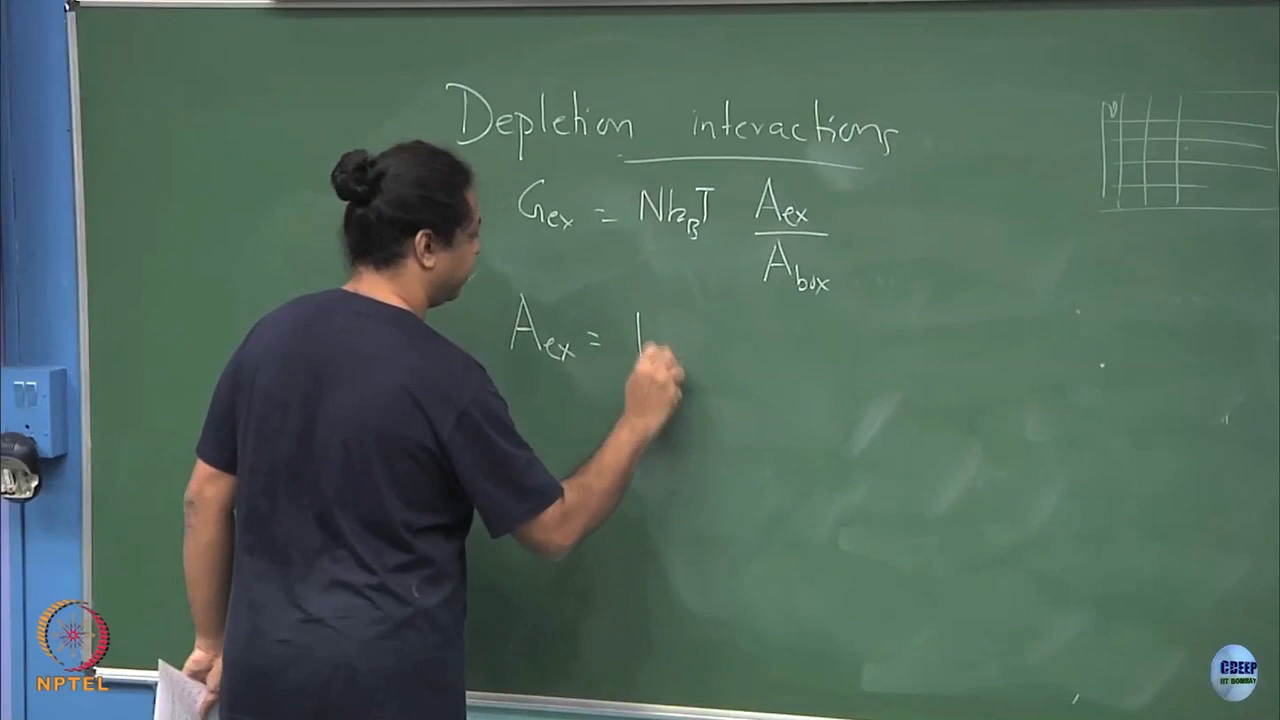 Depletion interactions
G_ex = Nk_BT A_ex / A_box
A_ex =
v
NPTEL
CDEEP
IIT BOMBAY